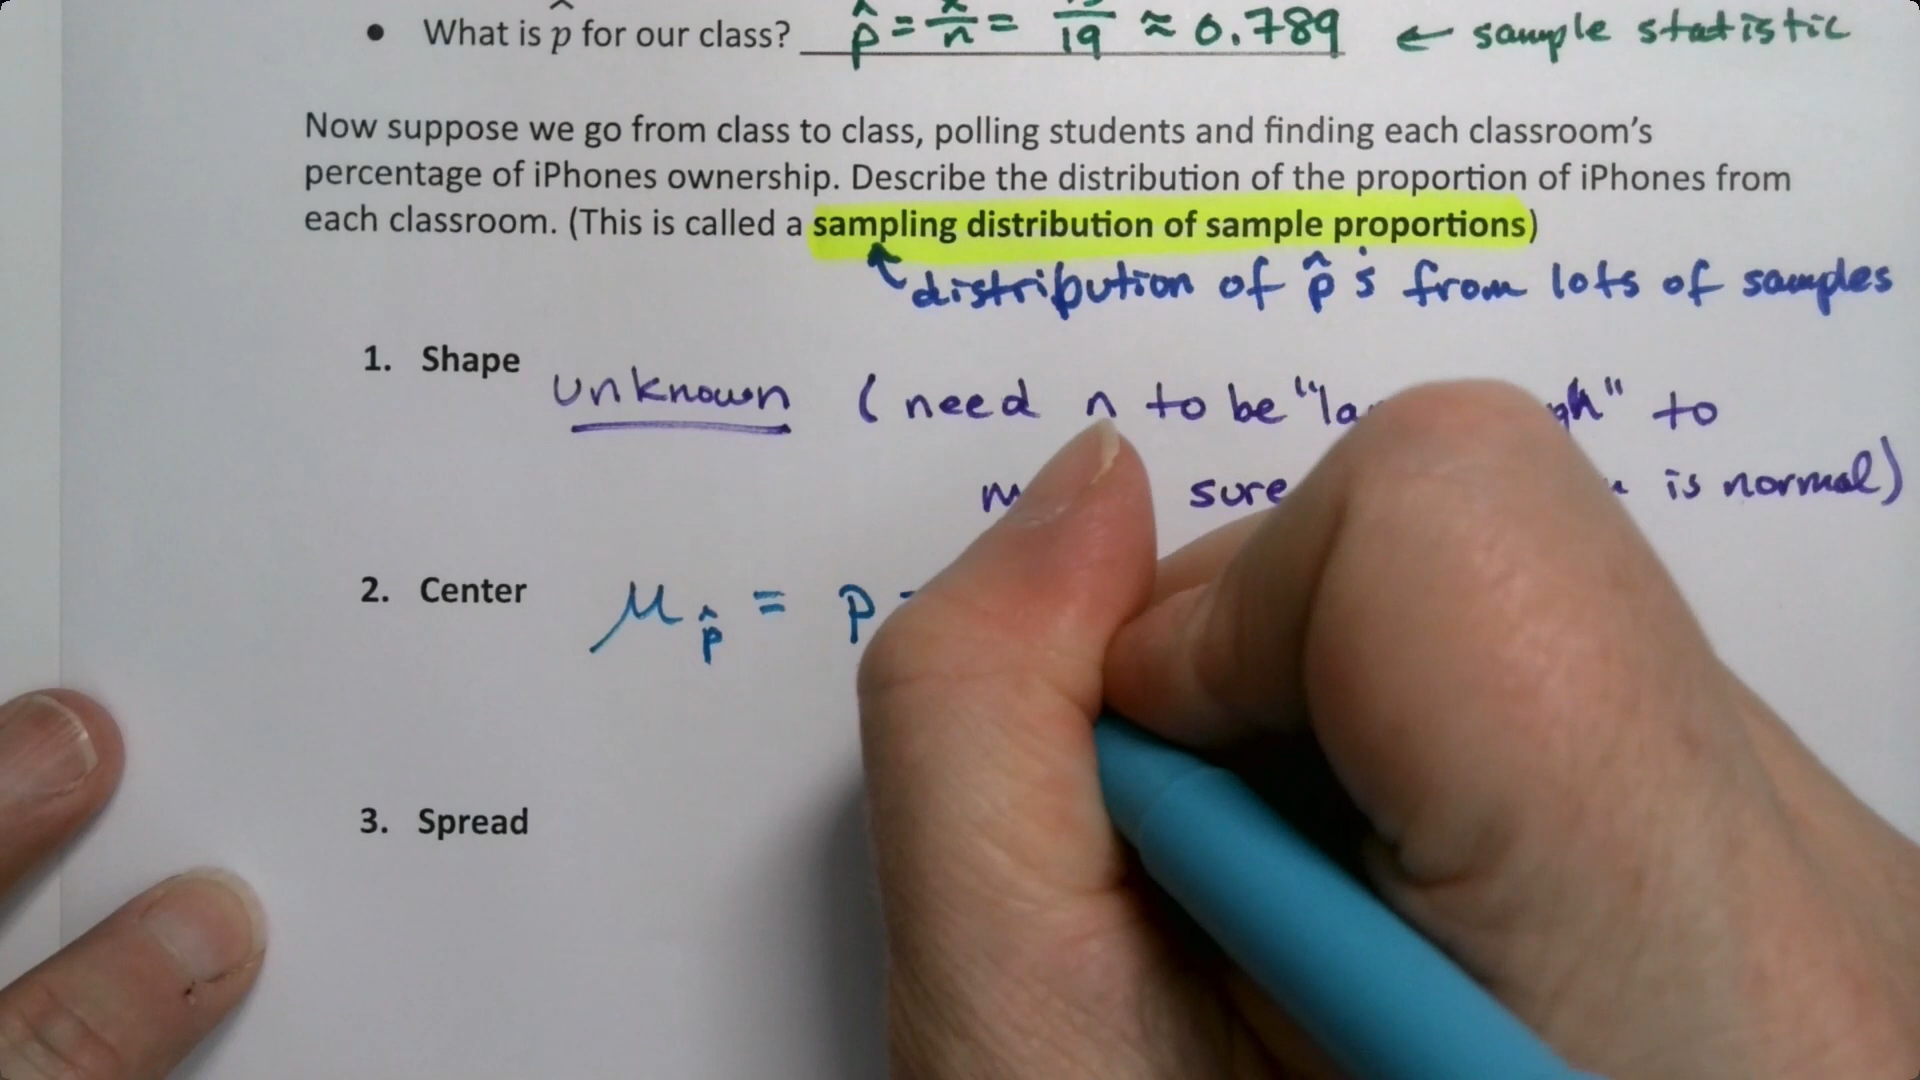 • What is p̂ for our class? p̂ = x/n = /19 ≈ 0.789 ← sample statistic
Now suppose we go from class to class, polling students and finding each classroom's
percentage of iPhones ownership. Describe the distribution of the proportion of iPhones from
each classroom. (This is called a sampling distribution of sample proportions)
distribution of p̂'s from lots of samples
1. Shape unknown (need n to be "la gh" to
sure is normal)
2. Center μp̂ = p
3. Spread